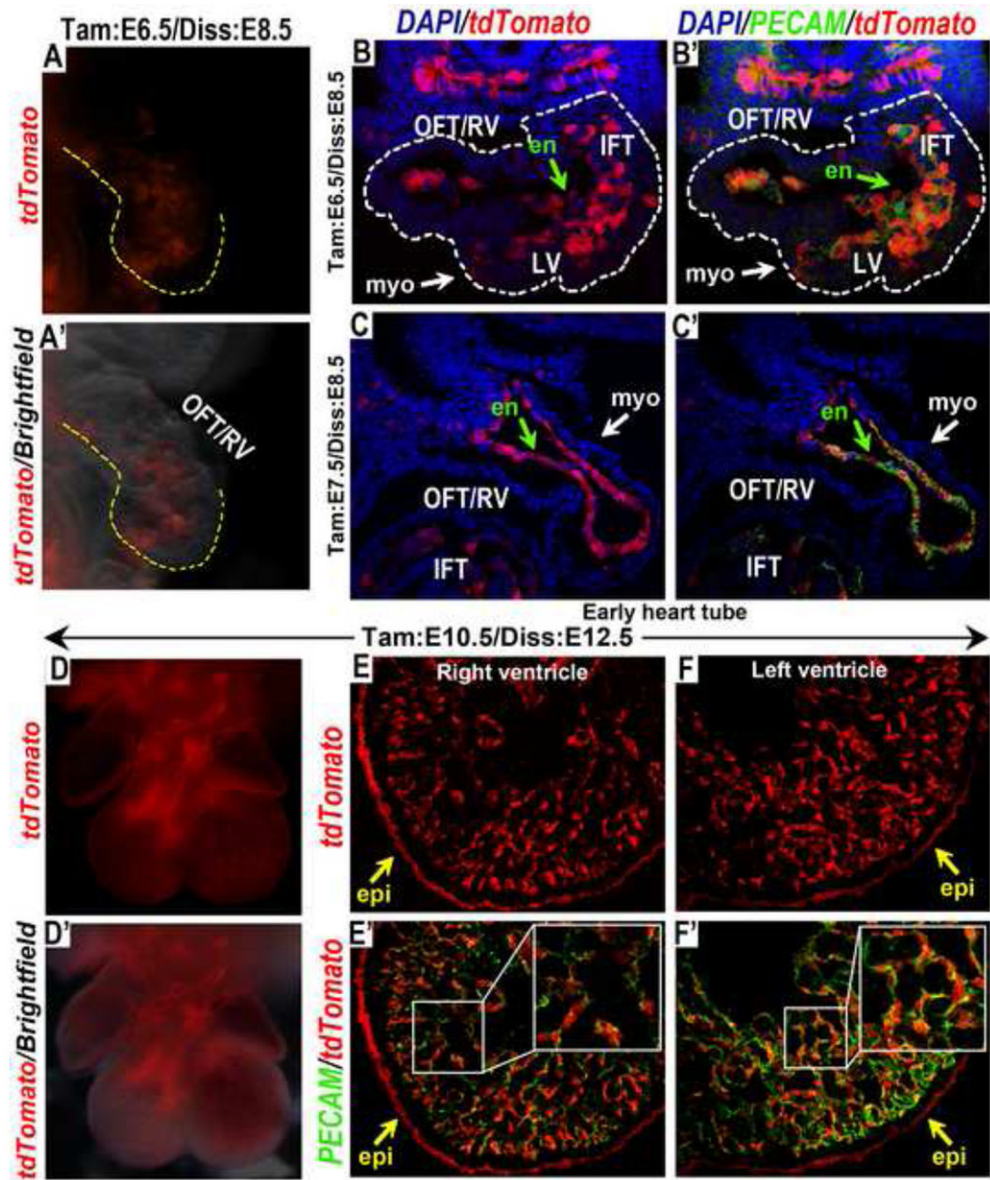 Tam:E6.5/Diss:E8.5
DAPI/tdTomato
DAPI/PECAM/tdTomato
A
tdTomato
B
Tam:E6.5/Diss:E8.5
OFT/RV
IFT
en
LV
myo
B'
OFT/RV
IFT
en
LV
myo
A'
tdTomato/Brightfield
OFT/RV
C
Tam:E7.5/Diss:E8.5
en
myo
OFT/RV
IFT
C'
en
myo
OFT/RV
IFT
Early heart tube
Tam:E10.5/Diss:E12.5
D
tdTomato
E
Right ventricle
tdTomato
epi
F
Left ventricle
epi
D'
tdTomato/Brightfield
E'
PECAM/tdTomato
epi
F'
epi